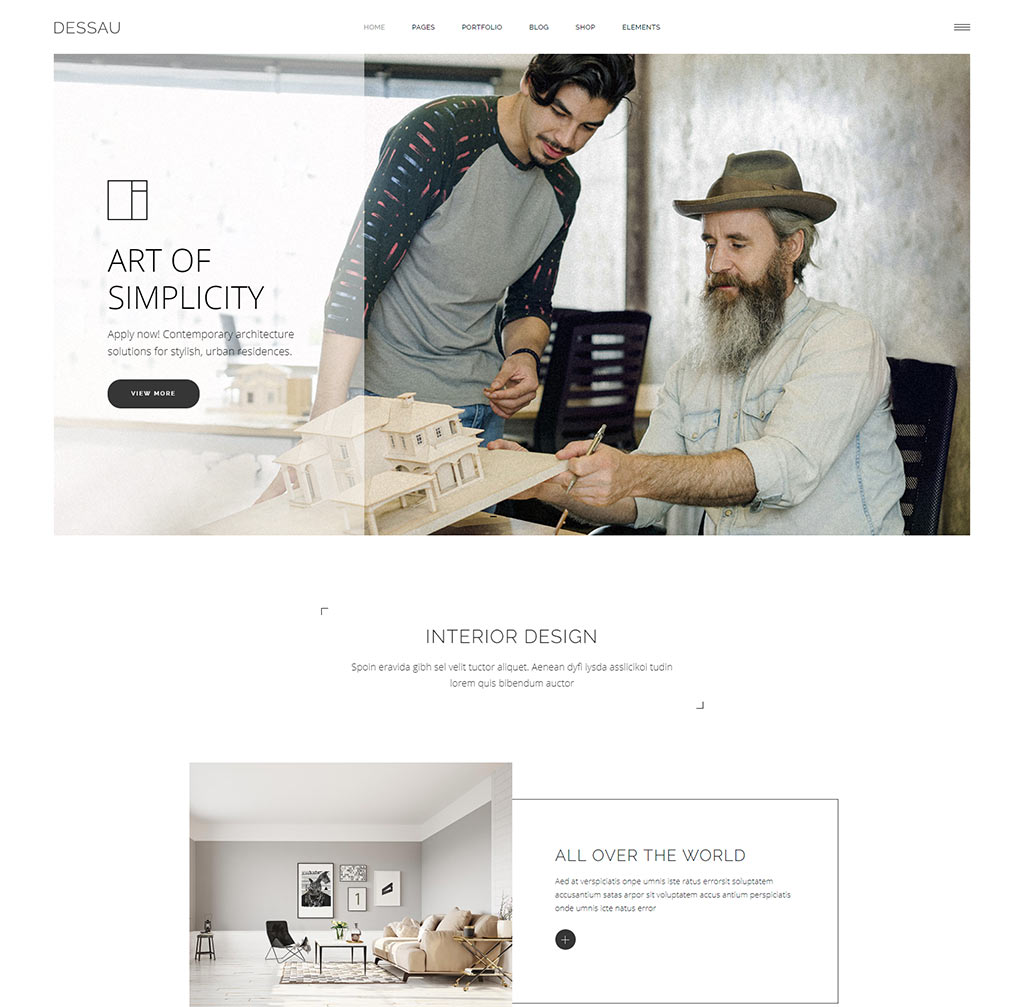 DESSAU
HOME PAGES PORTFOLIO BLOG SHOP ELEMENTS
ART OF
SIMPLICITY
Apply now! Contemporary architecture
solutions for stylish, urban residences.
VIEW MORE
INTERIOR DESIGN
Spoin eravida gibh sel velit tuctor aliquet. Aenean dyfi lysda asslicikoi tudin
lorem quis bibendum auctor
1
ALL OVER THE WORLD
Aed at verspiciatis onpe umnis iste ratus errorsit soluptatem
accusantium satas arpor sit voluptatem accus antium perspiciatis
onde umnis icte natus error